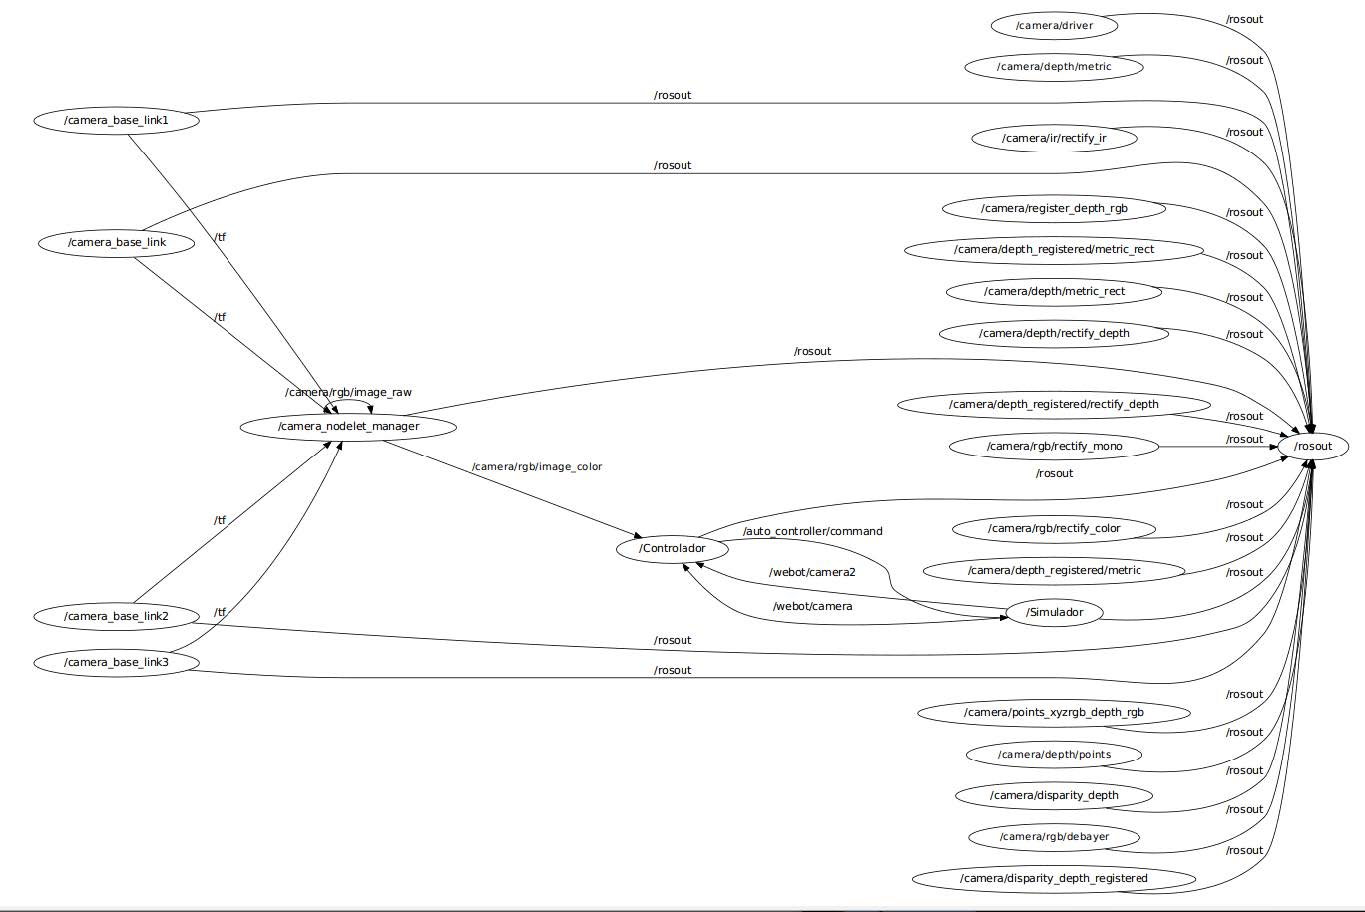 /camera/driver
/rosout
/camera/depth/metric
/rosout
/rosout
/camera_base_link1
/camera/ir/rectify_ir
/rosout
/rosout
/camera/register_depth_rgb
/rosout
/tf
/camera_base_link
/camera/depth_registered/metric_rect
/rosout
/camera/depth/metric_rect
/rosout
/tf
/camera/depth/rectify_depth
/rosout
/rosout
/camera/rgb/image_raw
/camera/depth_registered/rectify_depth
/rosout
/camera_nodelet_manager
/rosout
/camera/rgb/rectify_mono
/rosout
/camera/rgb/image_color
/rosout
/rosout
/tf
/camera/rgb/rectify_color
/auto_controller/command
/rosout
/Controlador
/camera/depth_registered/metric
/webot/camera2
/rosout
/webot/camera
/Simulador
/tf
/camera_base_link2
/rosout
/camera_base_link3
/rosout
/rosout
/camera/points_xyzrgb_depth_rgb
/rosout
/camera/depth/points
/rosout
/camera/disparity_depth
/rosout
/camera/rgb/debayer
/rosout
/camera/disparity_depth_registered